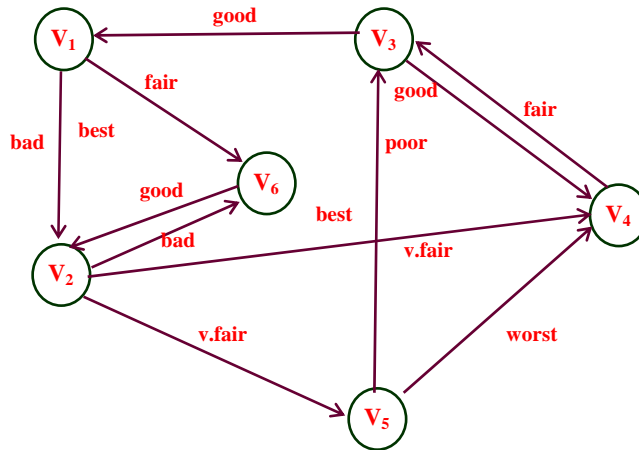 good
V₁
V₃
fair
good
fair
bad
best
poor
V₆
good
best
V₄
bad
v.fair
V₂
v.fair
worst
V₅